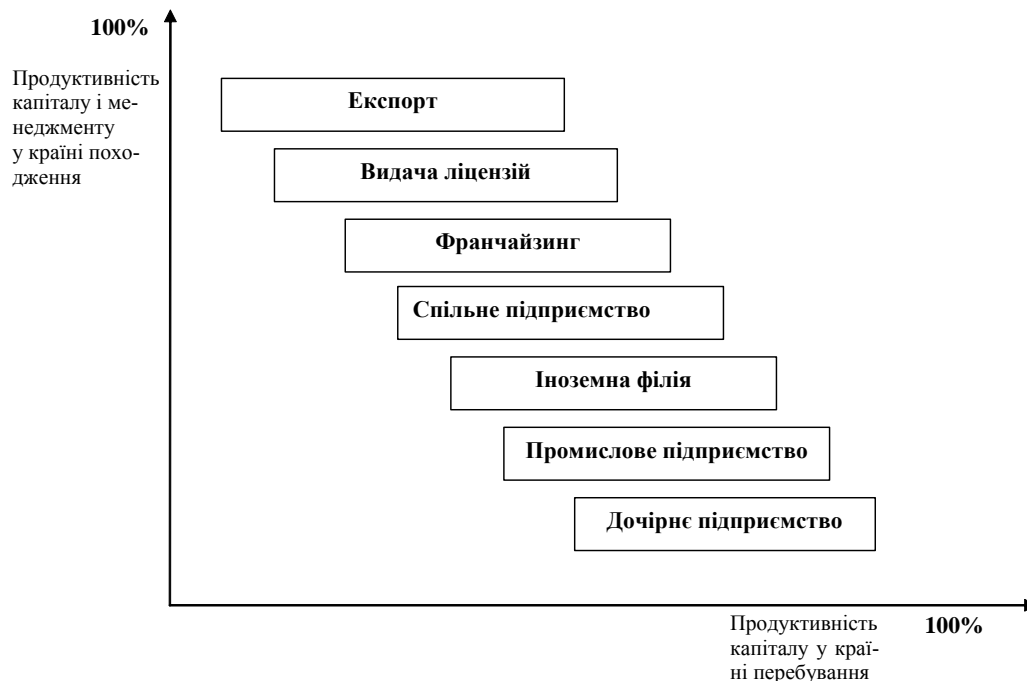 100%
Продуктивність
капіталу і ме-
неджменту
у країні похо-
дження
Експорт
Видача ліцензій
Франчайзинг
Спільне підприємство
Іноземна філія
Промислове підприємство
Дочірнє підприємство
Продуктивність
капіталу у краї-
ні перебування
100%